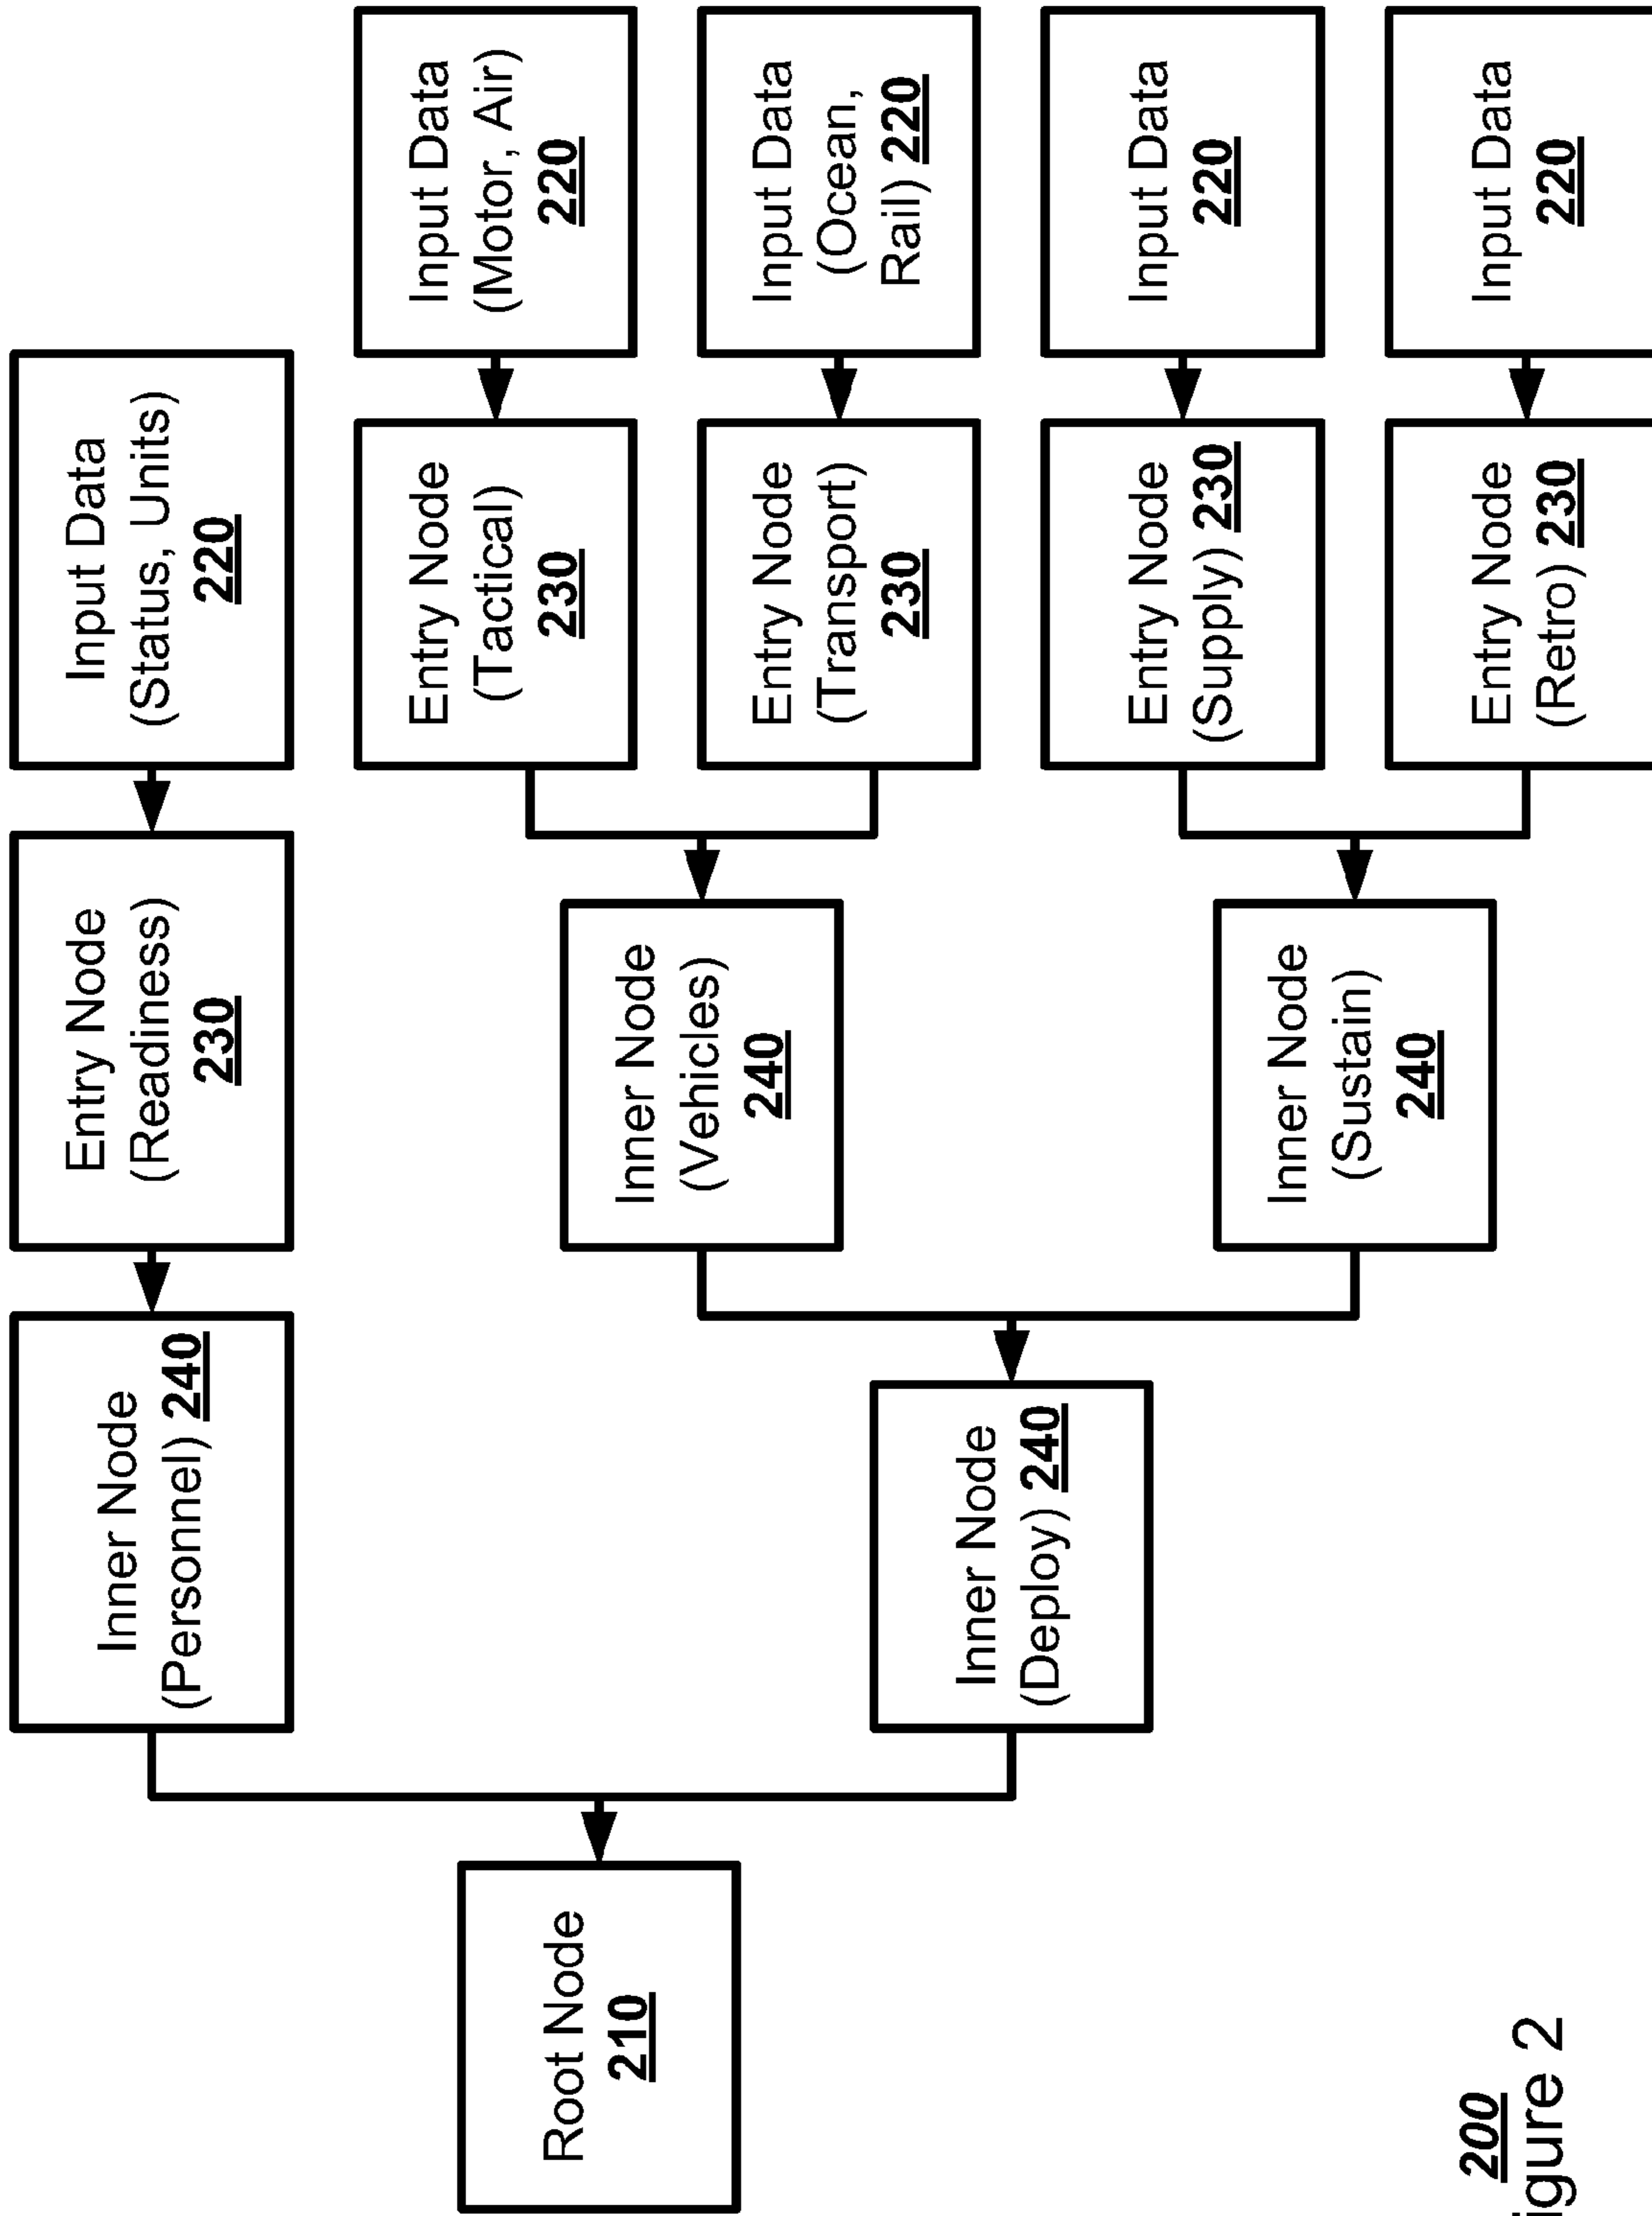 Inner Node
(Personnel) 240
Entry Node
(Readiness)
230
Input Data
(Status, Units)
220
Entry Node
(Tactical)
230
Input Data
(Motor, Air)
220
Root Node
210
Inner Node
(Vehicles)
240
Entry Node
(Transport)
230
Input Data
(Ocean,
Rail) 220
Inner Node
(Deploy) 240
Entry Node
(Supply) 230
Input Data
220
Inner Node
(Sustain)
240
Entry Node
(Retro) 230
Input Data
220
200
igure 2